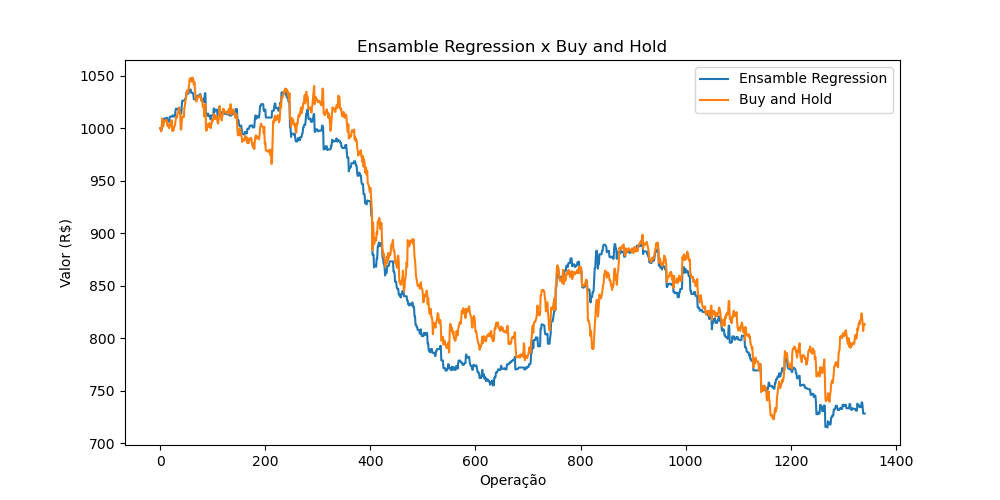 Ensamble Regression x Buy and Hold
Ensamble Regression
Buy and Hold
Valor (R$)
1050
1000
950
900
850
800
750
700
0 200 400 600 800 1000 1200 1400
Operação